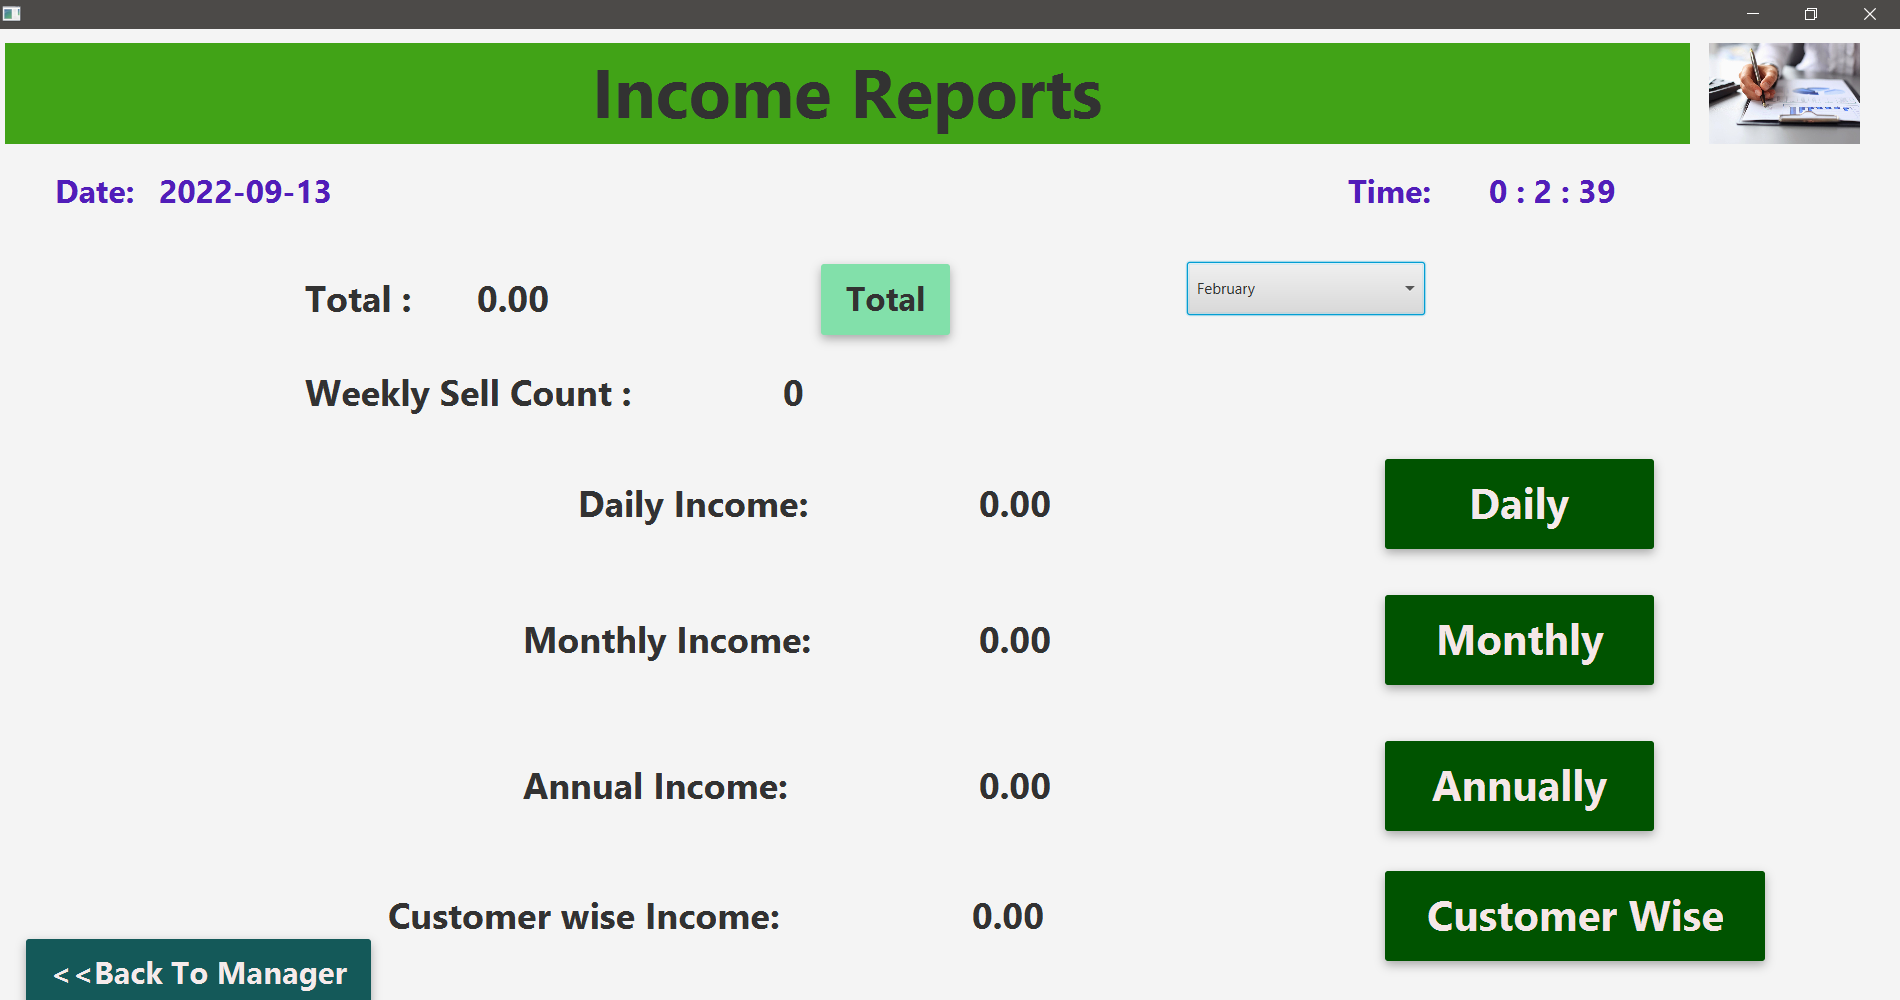 Income Reports
Date: 2022-09-13
Time: 0 : 2 : 39
Total : 0.00
Total
February
Weekly Sell Count : 0
Daily Income: 0.00
Daily
Monthly Income: 0.00
Monthly
Annual Income: 0.00
Annually
Customer wise Income: 0.00
Customer Wise
<<Back To Manager